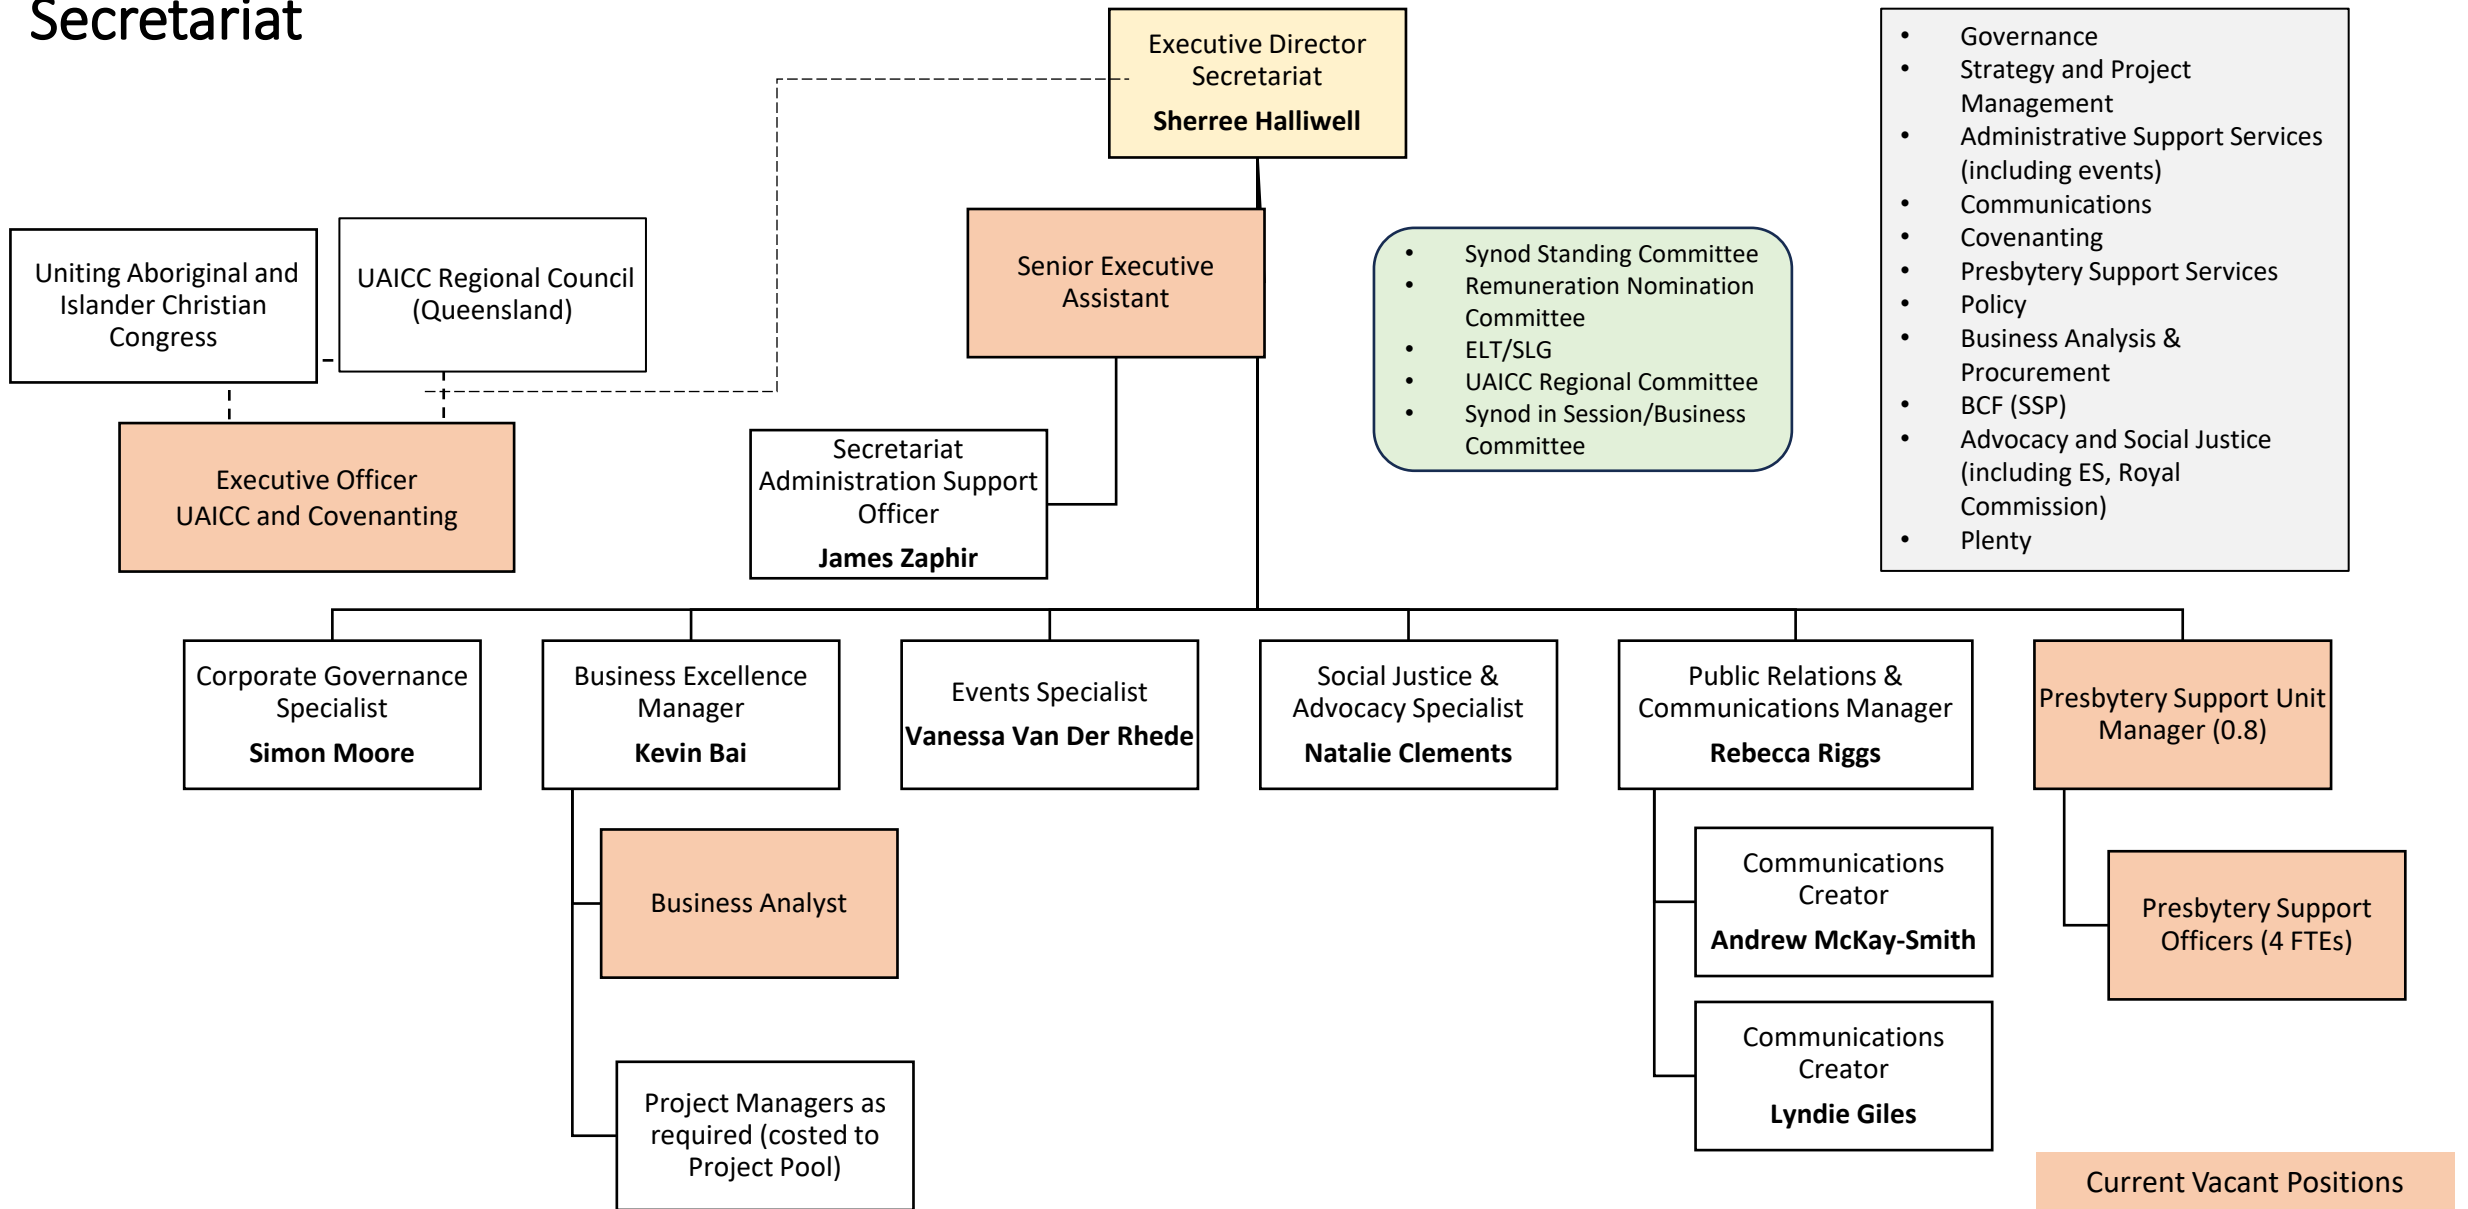 Secretariat
Executive Director
Secretariat
Sherree Halliwell
• Governance
• Strategy and Project
Management
• Administrative Support Services
(including events)
• Communications
• Covenanting
• Presbytery Support Services
• Policy
• Business Analysis &
Procurement
• BCF (SSP)
• Advocacy and Social Justice
(including ES, Royal
Commission)
• Plenty
Uniting Aboriginal and
Islander Christian
Congress
UAICC Regional Council
(Queensland)
Senior Executive
Assistant
• Synod Standing Committee
• Remuneration Nomination
Committee
• ELT/SLG
• UAICC Regional Committee
• Synod in Session/Business
Committee
Executive Officer
UAICC and Covenanting
Secretariat
Administration Support
Officer
James Zaphir
Corporate Governance
Specialist
Simon Moore
Business Excellence
Manager
Kevin Bai
Events Specialist
Vanessa Van Der Rhede
Social Justice &
Advocacy Specialist
Natalie Clements
Public Relations &
Communications Manager
Rebecca Riggs
Presbytery Support Unit
Manager (0.8)
Business Analyst
Communications
Creator
Andrew McKay-Smith
Presbytery Support
Officers (4 FTEs)
Project Managers as
required (costed to
Project Pool)
Communications
Creator
Lyndie Giles
Current Vacant Positions